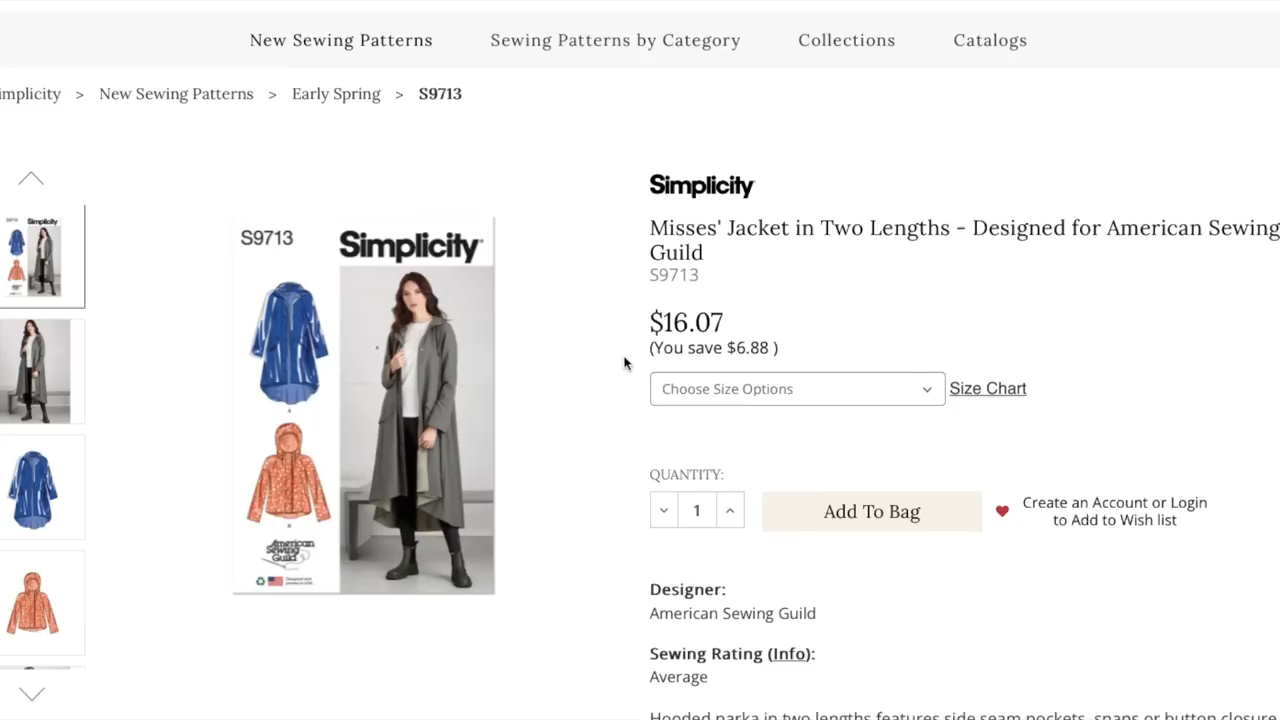 New Sewing Patterns Sewing Patterns by Category Collections Catalogs
implicity > New Sewing Patterns > Early Spring > S9713
Simplicity
Misses' Jacket in Two Lengths - Designed for American Sewing
Guild
S9713
$16.07
(You save $6.88 )
Choose Size Options Size Chart
QUANTITY:
1 Add To Bag
Create an Account or Login
to Add to Wish list
Designer:
American Sewing Guild
Sewing Rating (Info):
Average
Hooded parka in two lengths features side seam pockets, snaps or button closure
S9713 Simplicity
A
B
American
Sewing
Guild
Simplicity